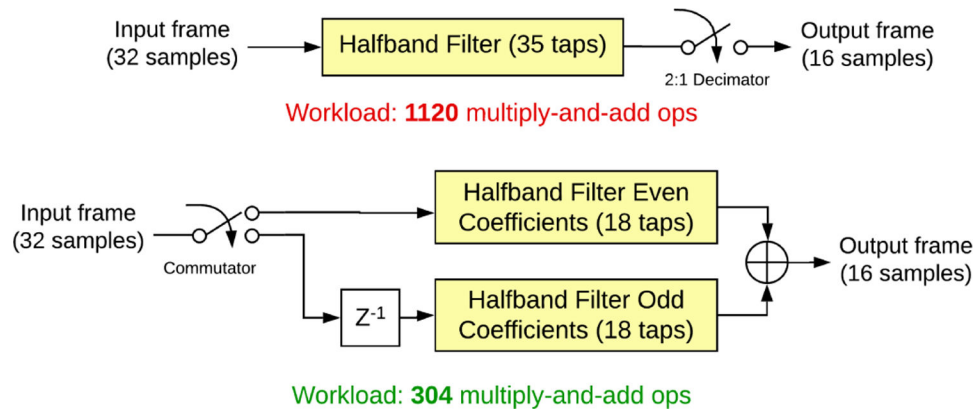 Input frame
(32 samples)
Halfband Filter (35 taps)
2:1 Decimator
Output frame
(16 samples)
Workload: 1120 multiply-and-add ops
Input frame
(32 samples)
Commutator
Halfband Filter Even
Coefficients (18 taps)
Z-1
Halfband Filter Odd
Coefficients (18 taps)
Output frame
(16 samples)
Workload: 304 multiply-and-add ops